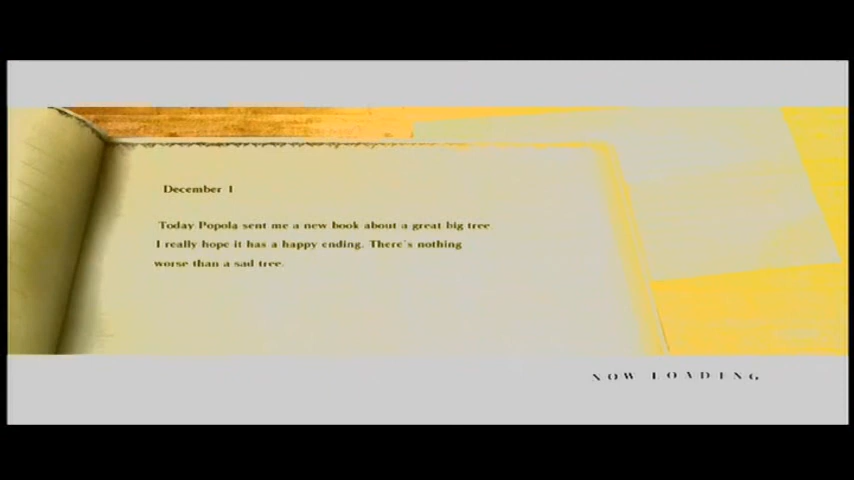 December 1
Today Popola sent me a new book about a great big tree
I really hope it has a happy ending. There's nothing
worse than a sad tree.
NOW LOADING